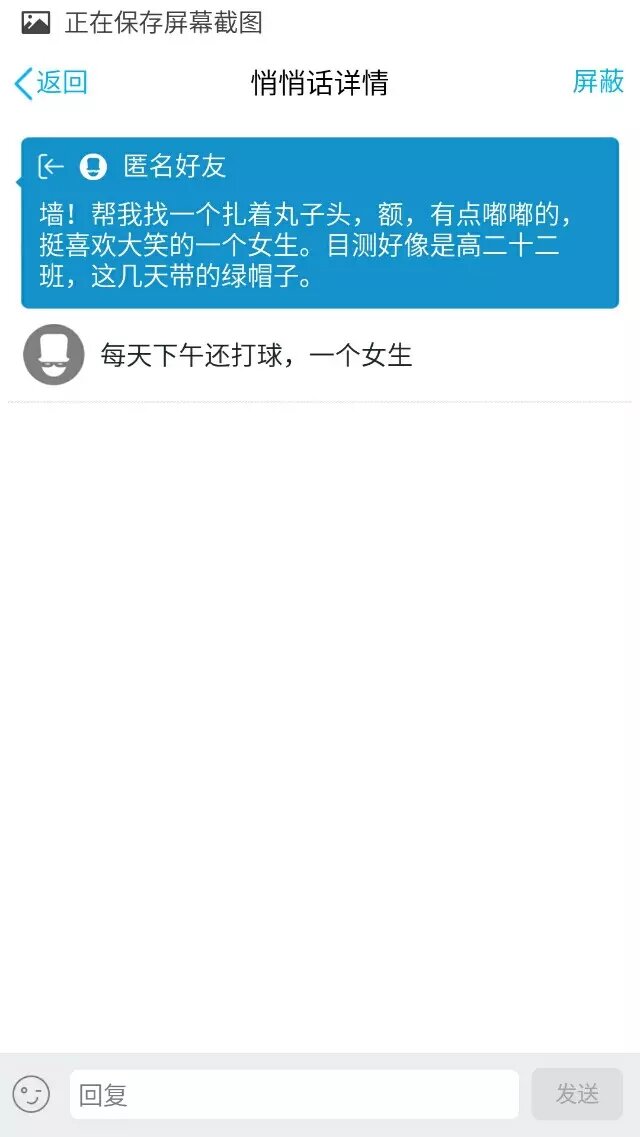 正在保存屏幕截图
返回
悄悄话详情
屏蔽
匿名好友
墙！帮我找一个扎着丸子头，额，有点嘟嘟的，
挺喜欢大笑的一个女生。目测好像是高二十二
班，这几天带的绿帽子。
每天下午还打球，一个女生
回复
发送